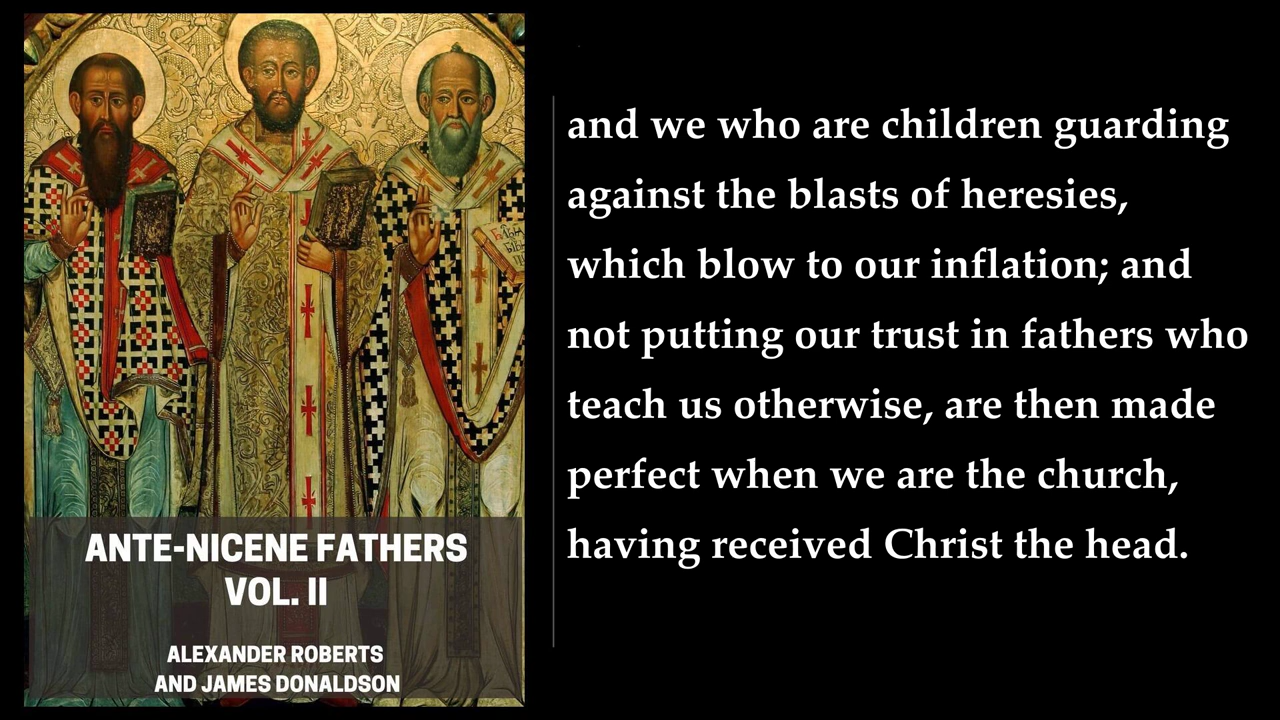 ANTE-NICENE FATHERS
VOL. II
ALEXANDER ROBERTS
AND JAMES DONALDSON
and we who are children guarding
against the blasts of heresies,
which blow to our inflation; and
not putting our trust in fathers who
teach us otherwise, are then made
perfect when we are the church,
having received Christ the head.